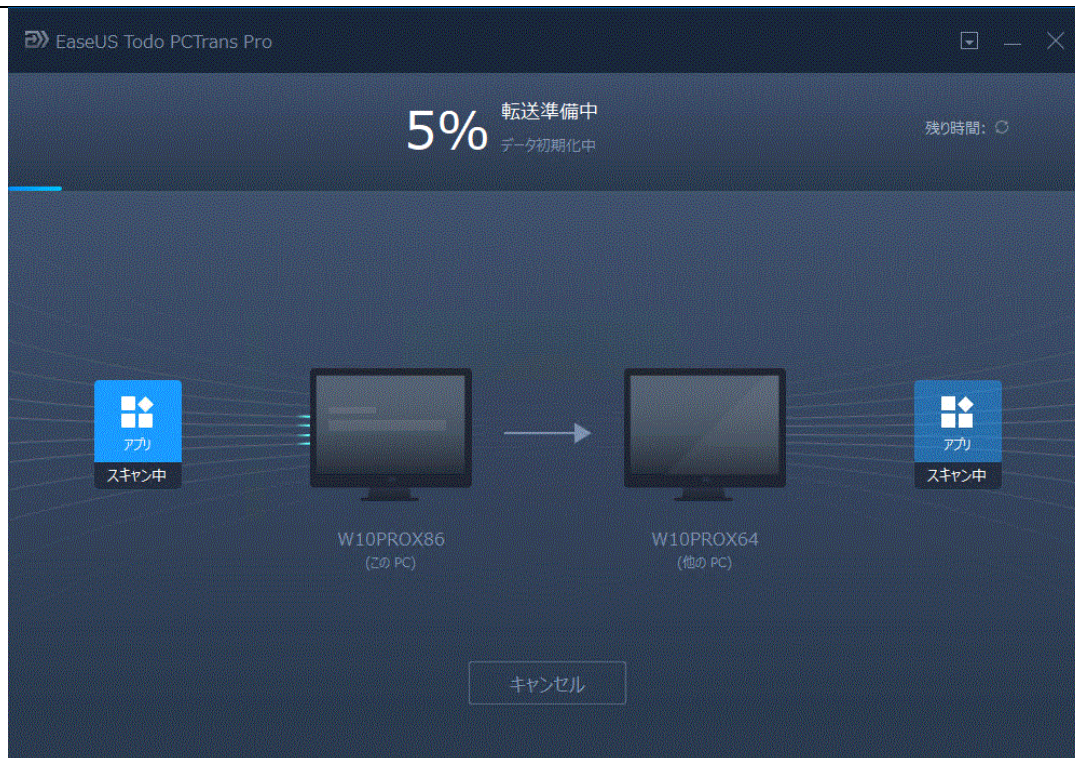 EaseUS Todo PCTrans Pro
5%
転送準備中
データ初期化中
残り時間:
アプリ
スキャン中
アプリ
スキャン中
W10PROX86
(この PC)
W10PROX64
(他の PC)
キャンセル